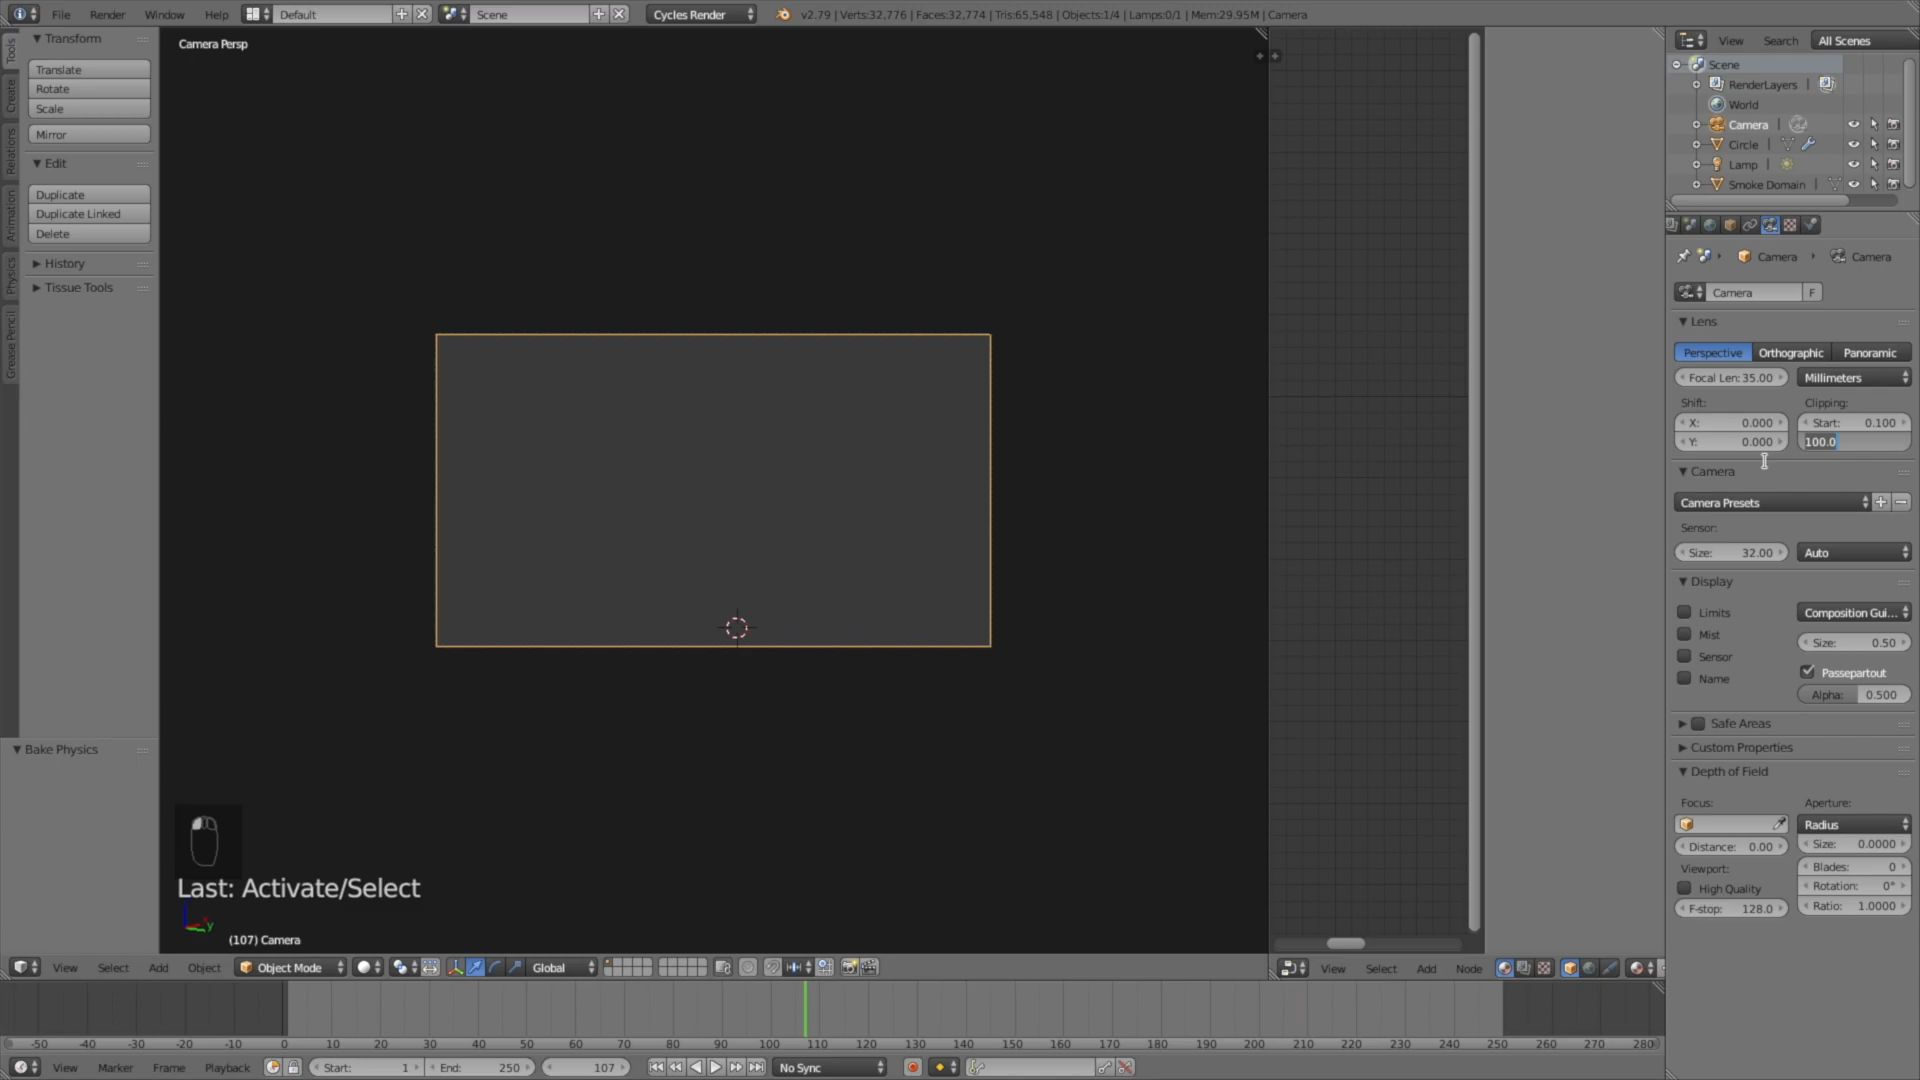 File Render Window Help Default Scene Cycles Render v2.79 | Verts:32,776 | Faces:32,774 | Tris:65,548 | Objects:1/4 | Lamps:0/1 | Mem:29.95M | Camera
Tools
Create
Relations
Animation
Physics
Grease Pencil
Transform
Translate
Rotate
Scale
Mirror
Edit
Duplicate
Duplicate Linked
Delete
History
Tissue Tools
Bake Physics
Camera Persp
Last: Activate/Select
(107) Camera
View Select Add Object Object Mode Global
View Select Add Node
View Search All Scenes
Scene
RenderLayers |
World
Camera |
Circle |
Lamp |
Smoke Domain |
Camera Camera
Camera F
Lens
Perspective Orthographic Panoramic
Focal Len: 35.00 Millimeters
Shift: Clipping:
X: 0.000 Start: 0.100
Y: 0.000 100.0
Camera
Camera Presets
Sensor:
Size: 32.00 Auto
Display
Limits Composition Gui...
Mist Size: 0.50
Sensor Passepartout
Name Alpha: 0.500
Safe Areas
Custom Properties
Depth of Field
Focus: Aperture:
Radius
Distance: 0.00 Size: 0.0000
Viewport: Blades: 0
High Quality Rotation: 0°
F-stop: 128.0 Ratio: 1.0000
-50 -40 -30 -20 -10 0 10 20 30 40 50 60 70 80 90 100 110 120 130 140 150 160 170 180 190 200 210 220 230 240 250 260 270 280
View Marker Frame Playback Start: 1 End: 250 107 No Sync